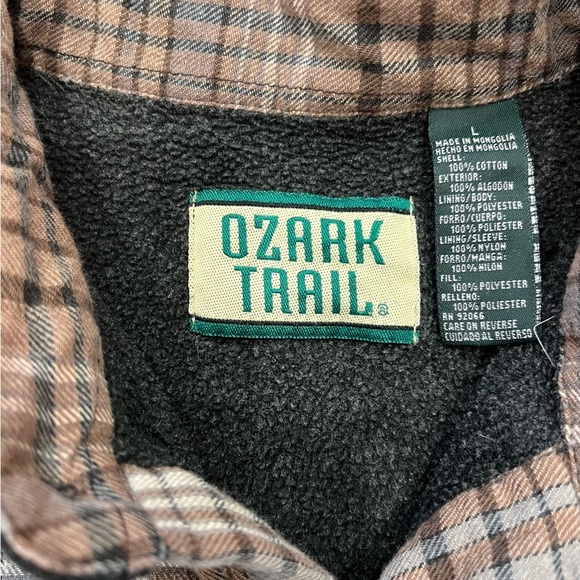 OZARK
TRAIL®
L
MADE IN MONGOLIA
HECHO EN MONGOLIA
SHELL:
100% COTTON
EXTERIOR:
100% ALGODON
LINING/BODY:
100% POLYESTER
FORRO/CUERPO:
100% POLIESTER
LINING/SLEEVE:
100% NYLON
FORRO/MANGA:
100% NILON
FILL:
100% POLYESTER
RELLENO:
100% POLIESTER
RN 92066
CARE ON REVERSE
CUIDADO AL REVERSO